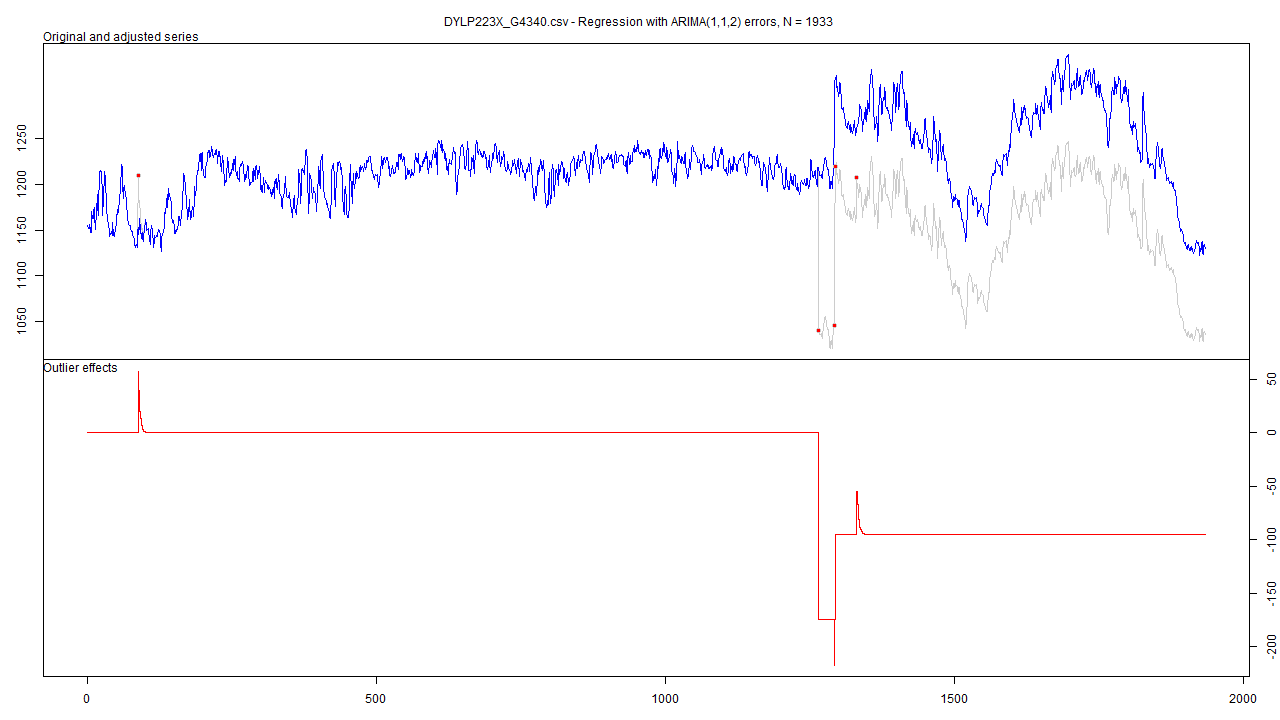 DYLP223X_G4340.csv - Regression with ARIMA(1,1,2) errors, N = 1933
Original and adjusted series
1250
1200
1150
1100
1050
Outlier effects
50
0
-50
-100
-150
-200
0 500 1000 1500 2000